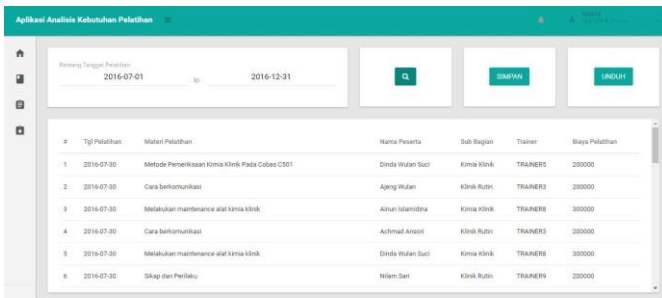 Aplikasi Analisis Kebutuhan Pelatihan
Rentang Tanggal Pelatihan
2016-07-01 to 2016-12-31
SIMPAN
UNDUH
# Tgl Pelatihan Materi Pelatihan Nama Peserta Sub Bagian Trainer Biaya Pelatihan
1 2016-07-30 Metode Pemeriksaan Kimia Klinik Pada Cobas C501 Dinda Wulan Suci Kimia Klinik TRAINER5 200000
2 2016-07-30 Cara berkomunikasi Ajeng Wulan Klinik Rutin TRAINER3 200000
3 2016-07-30 Melakukan maintenance alat kimia klinik Ainun Islamidina Kimia Klinik TRAINER8 300000
4 2016-07-30 Cara berkomunikasi Achmad Ansori Klinik Rutin TRAINER3 200000
5 2016-07-30 Melakukan maintenance alat kimia klinik Dinda Wulan Suci Kimia Klinik TRAINER8 300000
6 2016-07-30 Sikap dan Perilaku Nilam Sari Klinik Rutin TRAINER9 200000